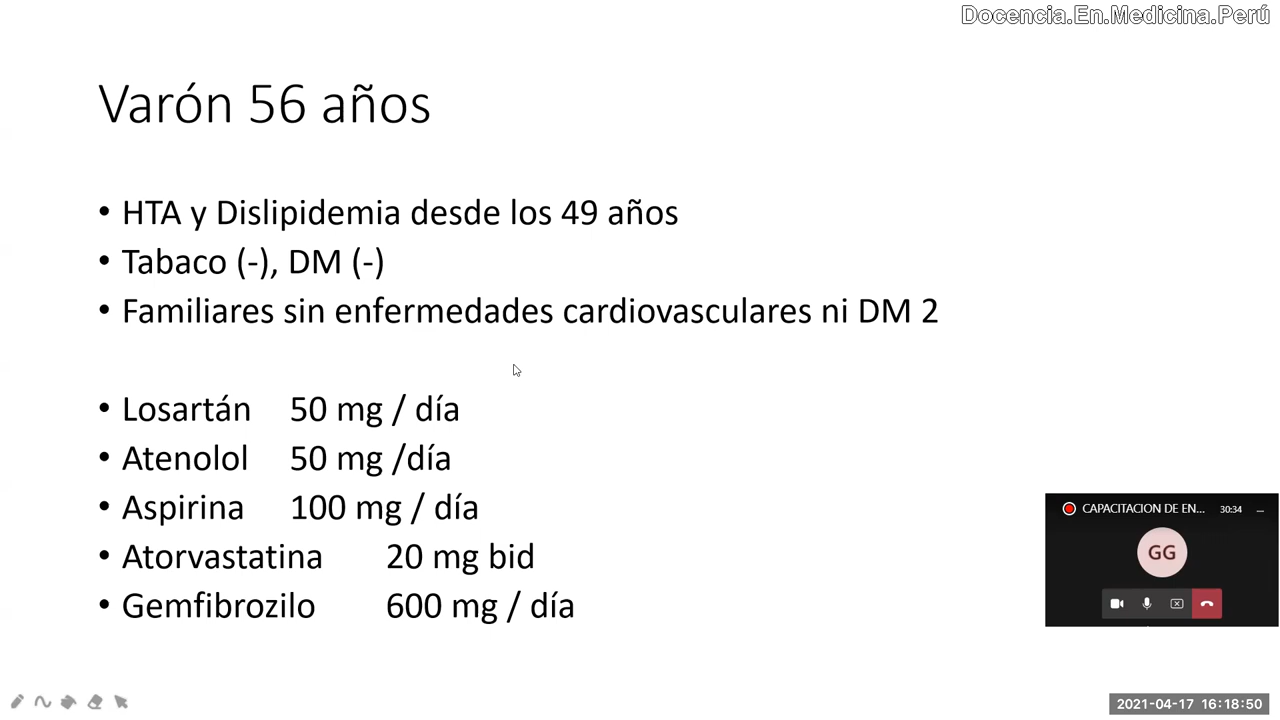 Docencia.En.Medicina.Perú
Varón 56 años
• HTA y Dislipidemia desde los 49 años
• Tabaco (-), DM (-)
• Familiares sin enfermedades cardiovasculares ni DM 2
• Losartán 50 mg / día
• Atenolol 50 mg /día
• Aspirina 100 mg / día
• Atorvastatina 20 mg bid
• Gemfibrozilo 600 mg / día
CAPACITACION DE EN... 30:34
GG
2021-04-17 16:18:50